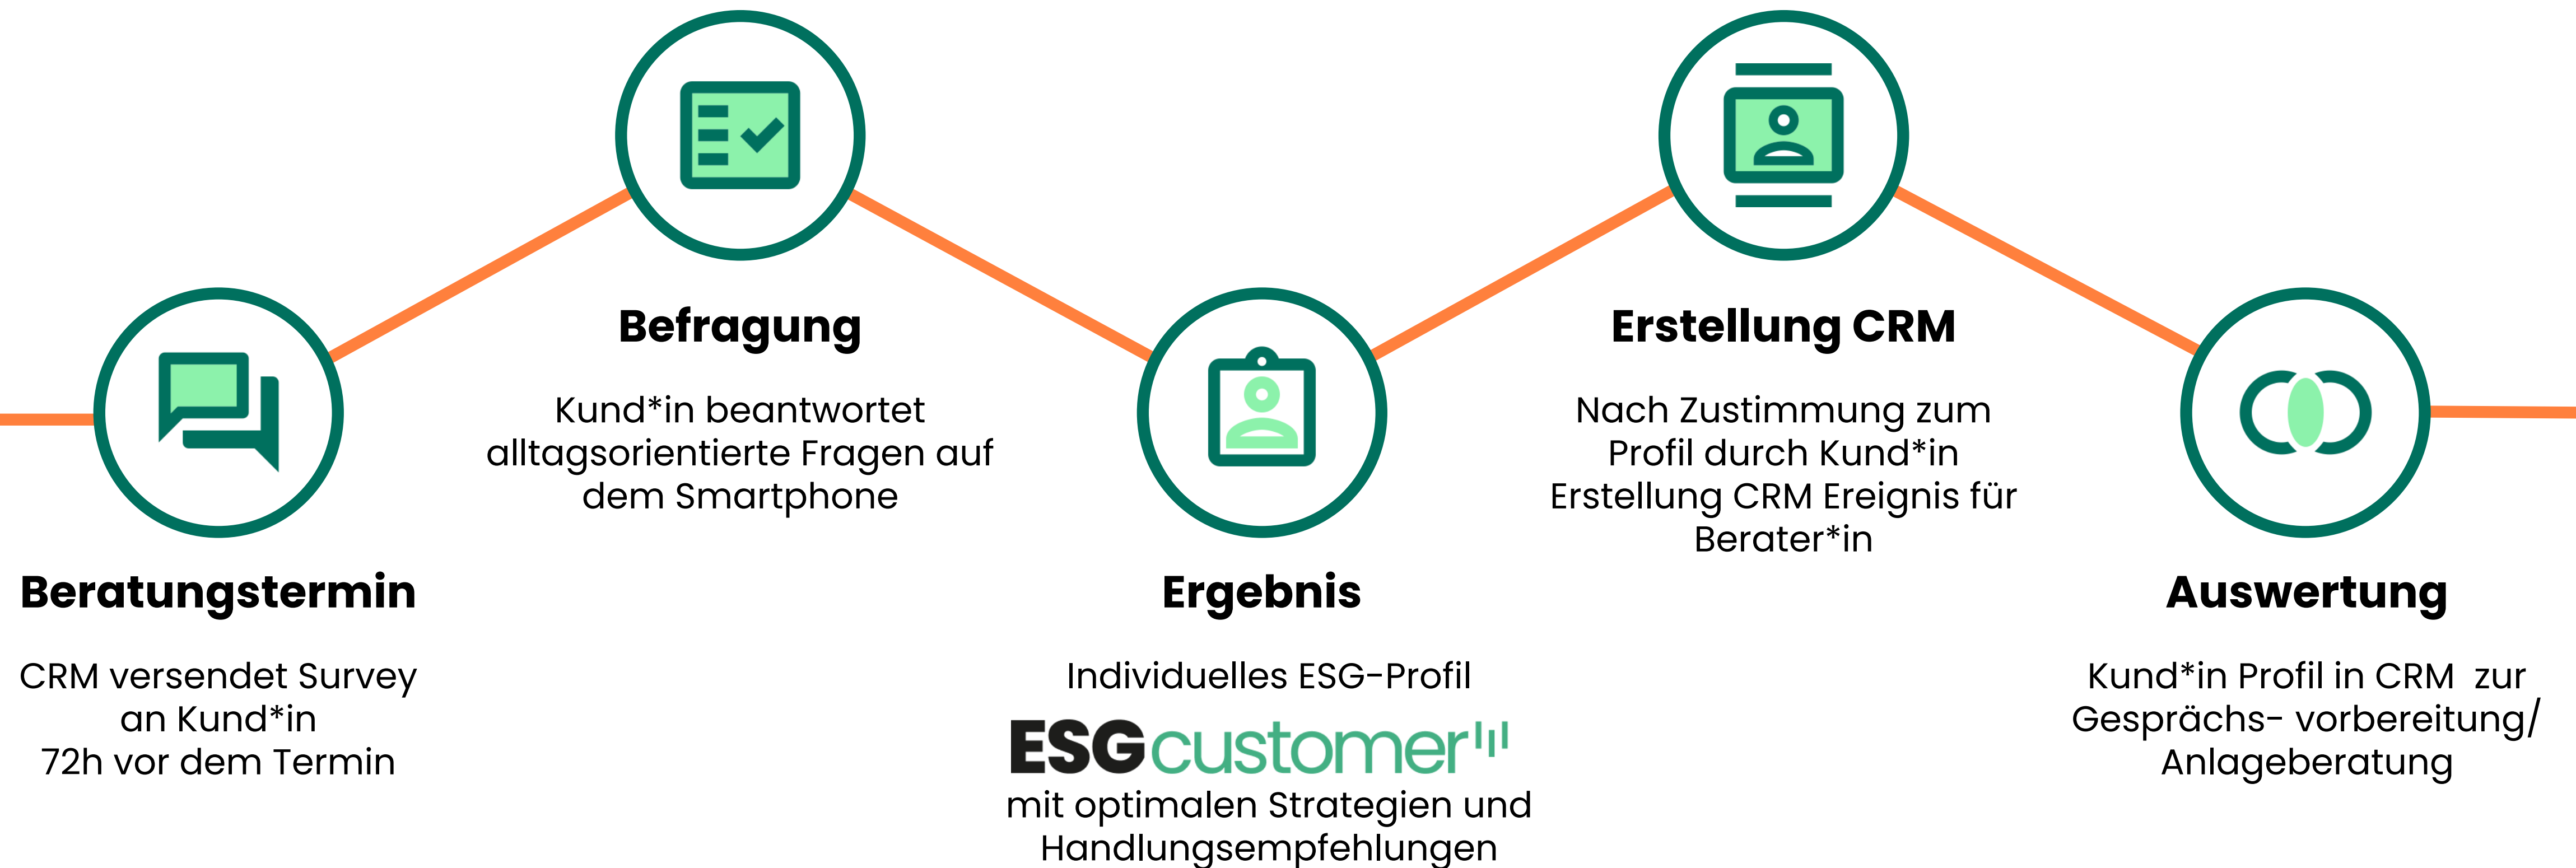 Beratungstermin
CRM versendet Survey
an Kund*in
72h vor dem Termin
Befragung
Kund*in beantwortet
alltagsorientierte Fragen auf
dem Smartphone
Ergebnis
Individuelles ESG-Profil
ESGcustomer
mit optimalen Strategien und
Handlungsempfehlungen
Erstellung CRM
Nach Zustimmung zum
Profil durch Kund*in
Erstellung CRM Ereignis für
Berater*in
Auswertung
Kund*in Profil in CRM  zur
Gesprächs- vorbereitung/
Anlageberatung